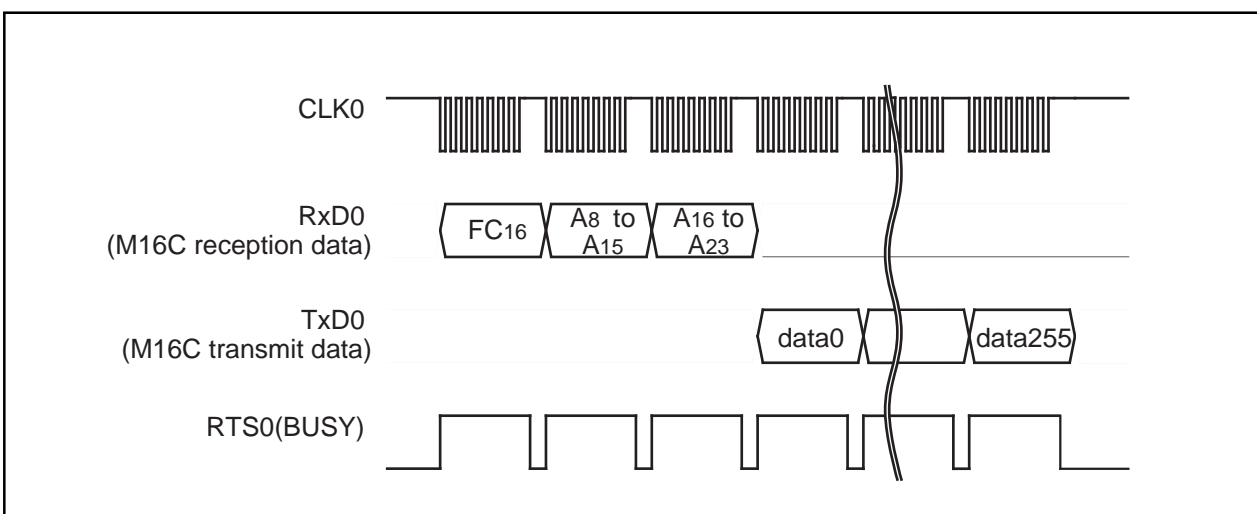 CLK0
RxD0
(M16C reception data)
FC16
A8 to
A15
A16 to
A23
TxD0
(M16C transmit data)
data0
data255
RTS0(BUSY)